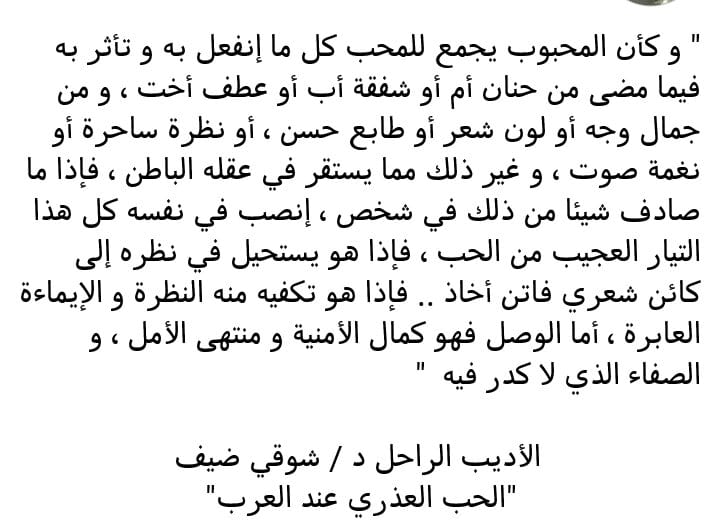 " و كأن المحبوب يجمع للمحب كل ما إنفعل به و تأثر به
فيما مضى من حنان أم أو شفقة أب أو عطف أخت ، و من
جمال وجه أو لون شعر أو طابع حسن ، أو نظرة ساحرة أو
نغمة صوت ، و غير ذلك مما يستقر في عقله الباطن ، فإذا ما
صادف شيئا من ذلك في شخص ، إنصب في نفسه كل هذا
التيار العجيب من الحب ، فإذا هو يستحيل في نظره إلى
كائن شعري فاتن أخاذ .. فإذا هو تكفيه منه النظرة و الإيماءة
العابرة ، أما الوصل فهو كمال الأمنية و منتهى الأمل ، و
الصفاء الذي لا كدر فيه "
الأديب الراحل د / شوقي ضيف
"الحب العذري عند العرب"